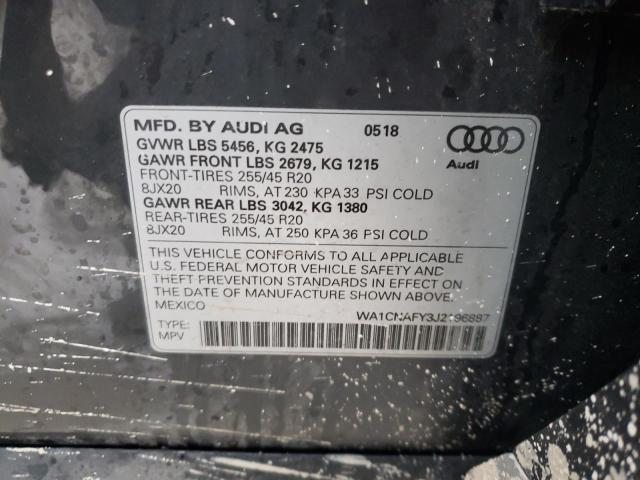 MFD. BY AUDI AG 0518
GVWR LBS 5456, KG 2475
GAWR FRONT LBS 2679, KG 1215
FRONT-TIRES 255/45 R20
8JX20 RIMS, AT 230 KPA 33 PSI COLD
GAWR REAR LBS 3042, KG 1380
REAR-TIRES 255/45 R20
8JX20 RIMS, AT 250 KPA 36 PSI COLD
Audi
THIS VEHICLE CONFORMS TO ALL APPLICABLE
U.S. FEDERAL MOTOR VEHICLE SAFETY AND
THEFT PREVENTION STANDARDS IN EFFECT ON
THE DATE OF MANUFACTURE SHOWN ABOVE.
MEXICO
WA1CNAFY3J2196887
TYPE:
MPV